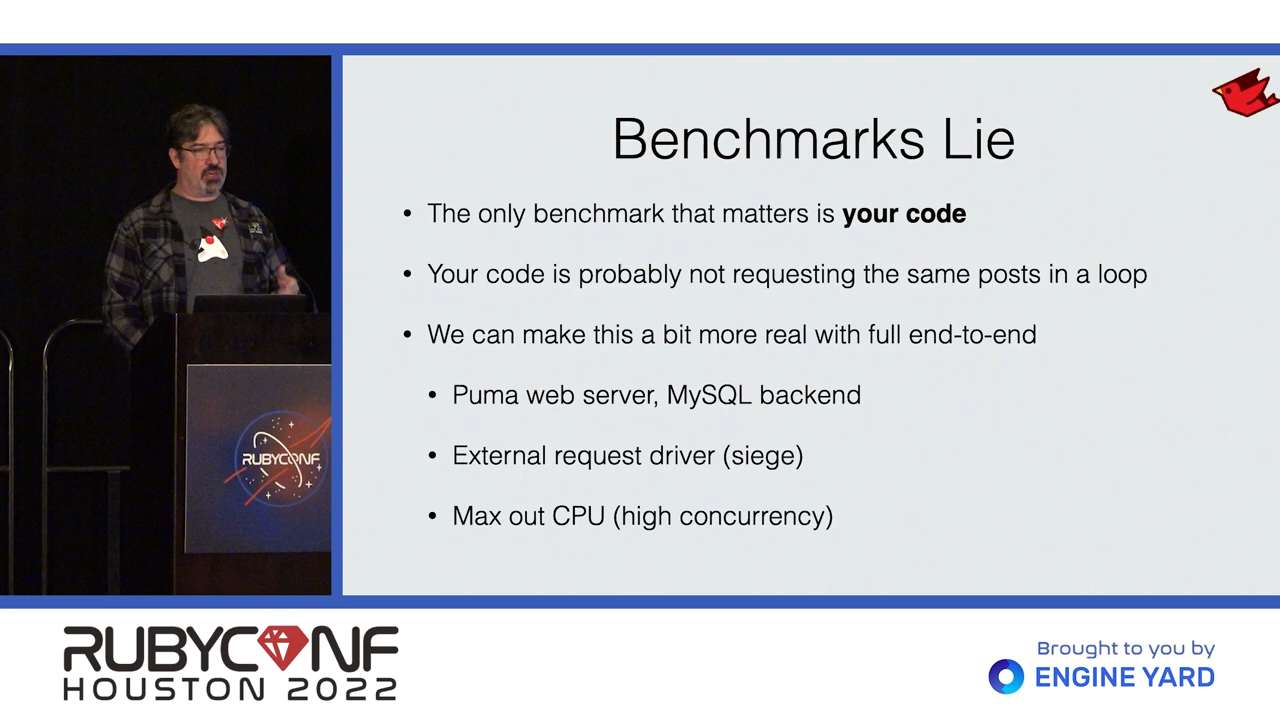 Benchmarks Lie
• The only benchmark that matters is your code
• Your code is probably not requesting the same posts in a loop
• We can make this a bit more real with full end-to-end
• Puma web server, MySQL backend
• External request driver (siege)
• Max out CPU (high concurrency)
RUBYCONF
RUBYCONF
HOUSTON 2022
Brought to you by
ENGINE YARD